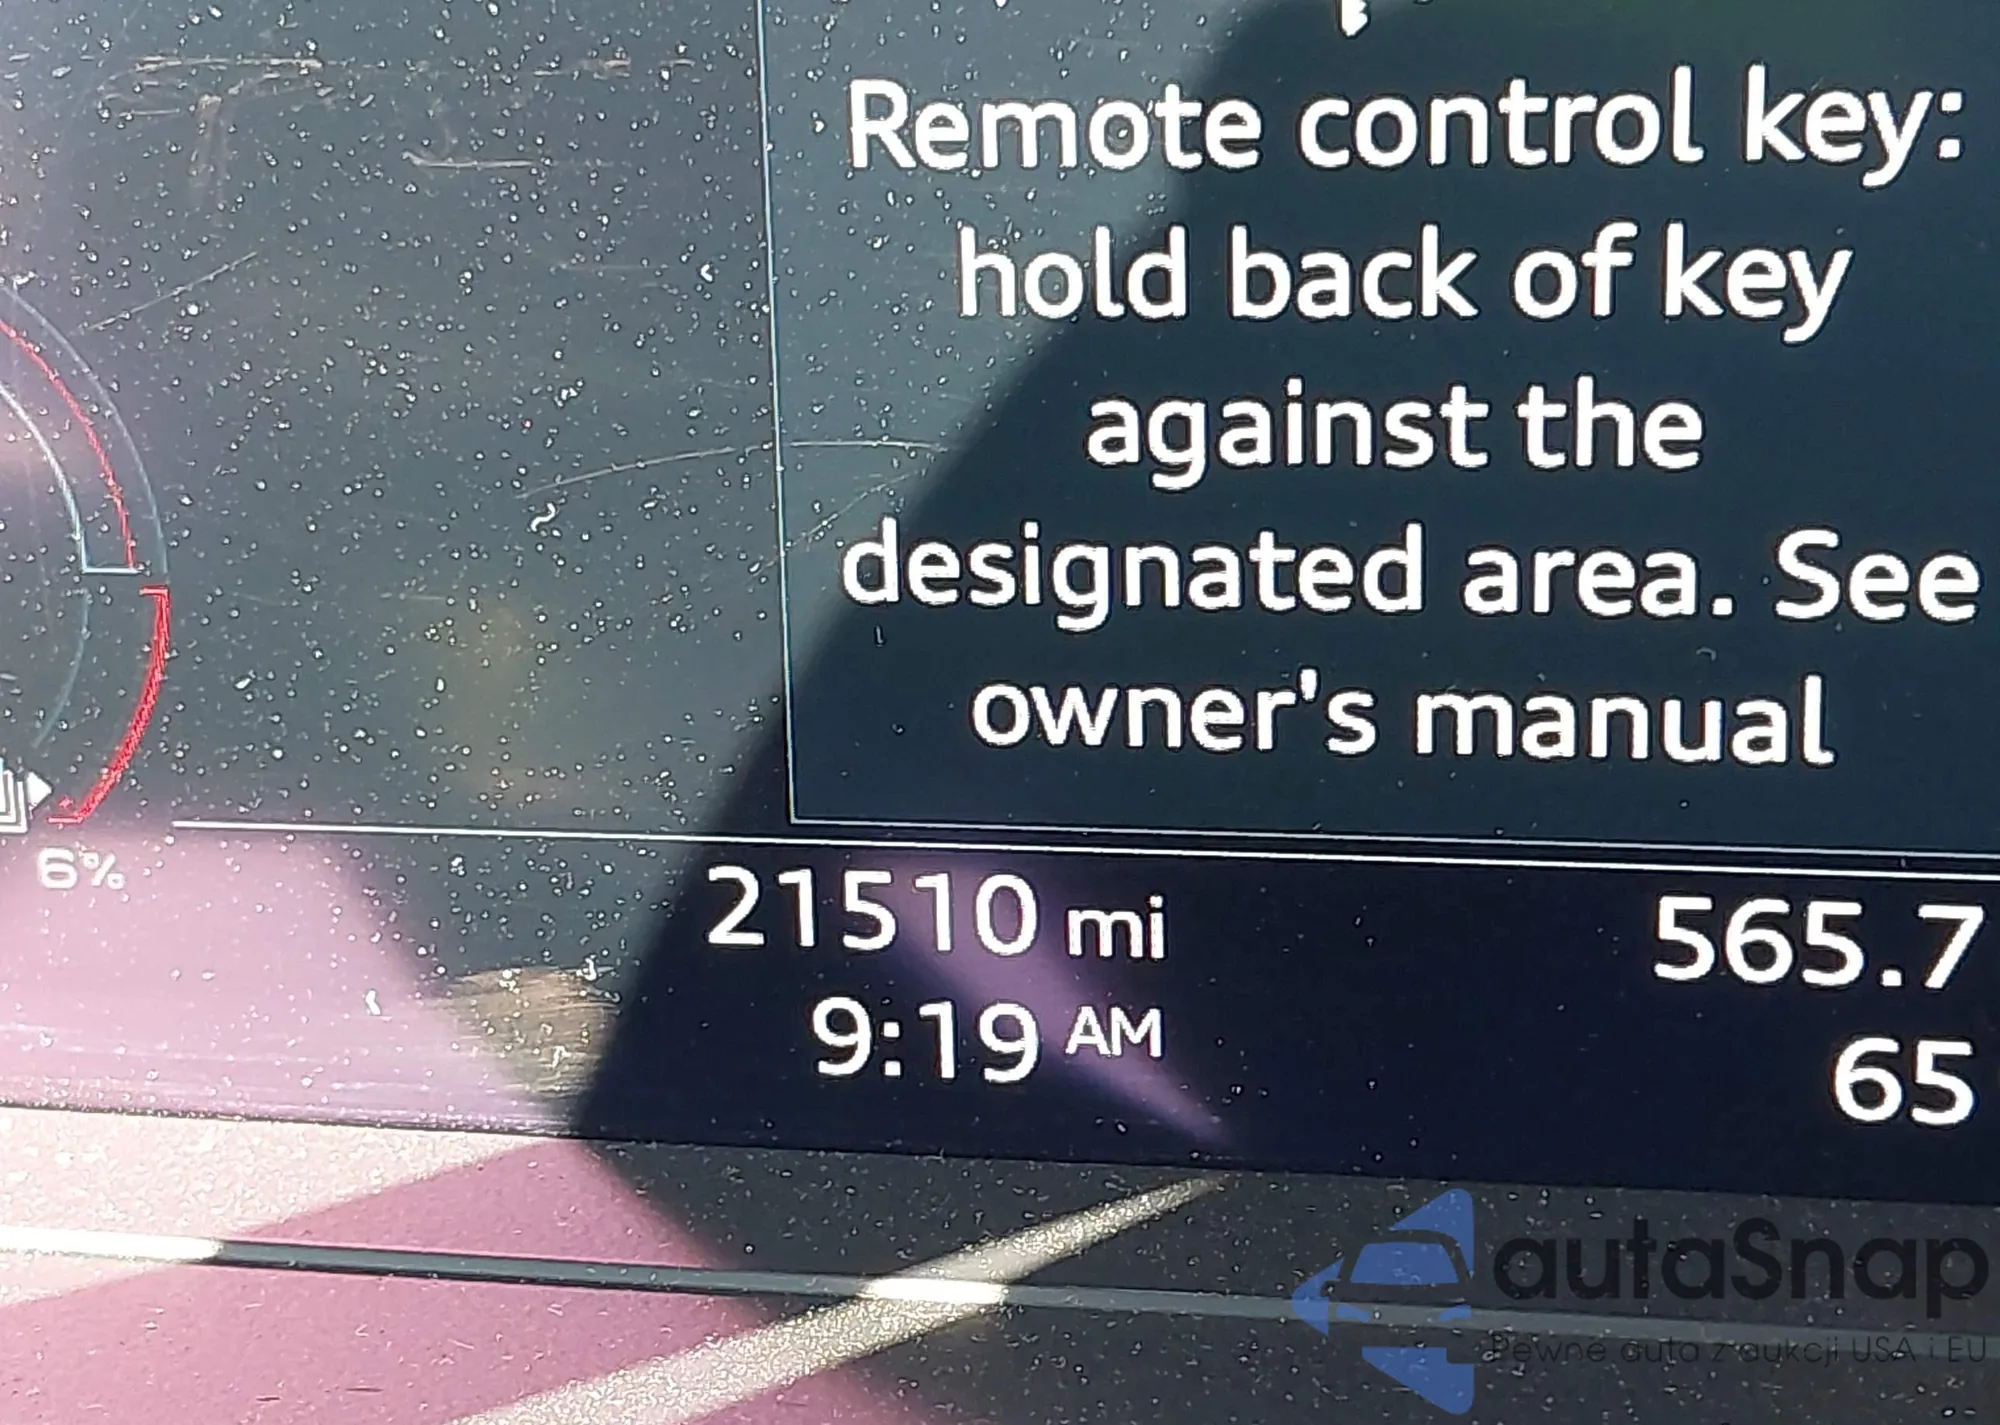 Remote control key:
hold back of key
against the
designated area. See
owner's manual
6%
21510 mi
565.7
9:19 AM
65
autaSnap
Pewne auta z aukcji USA i EU